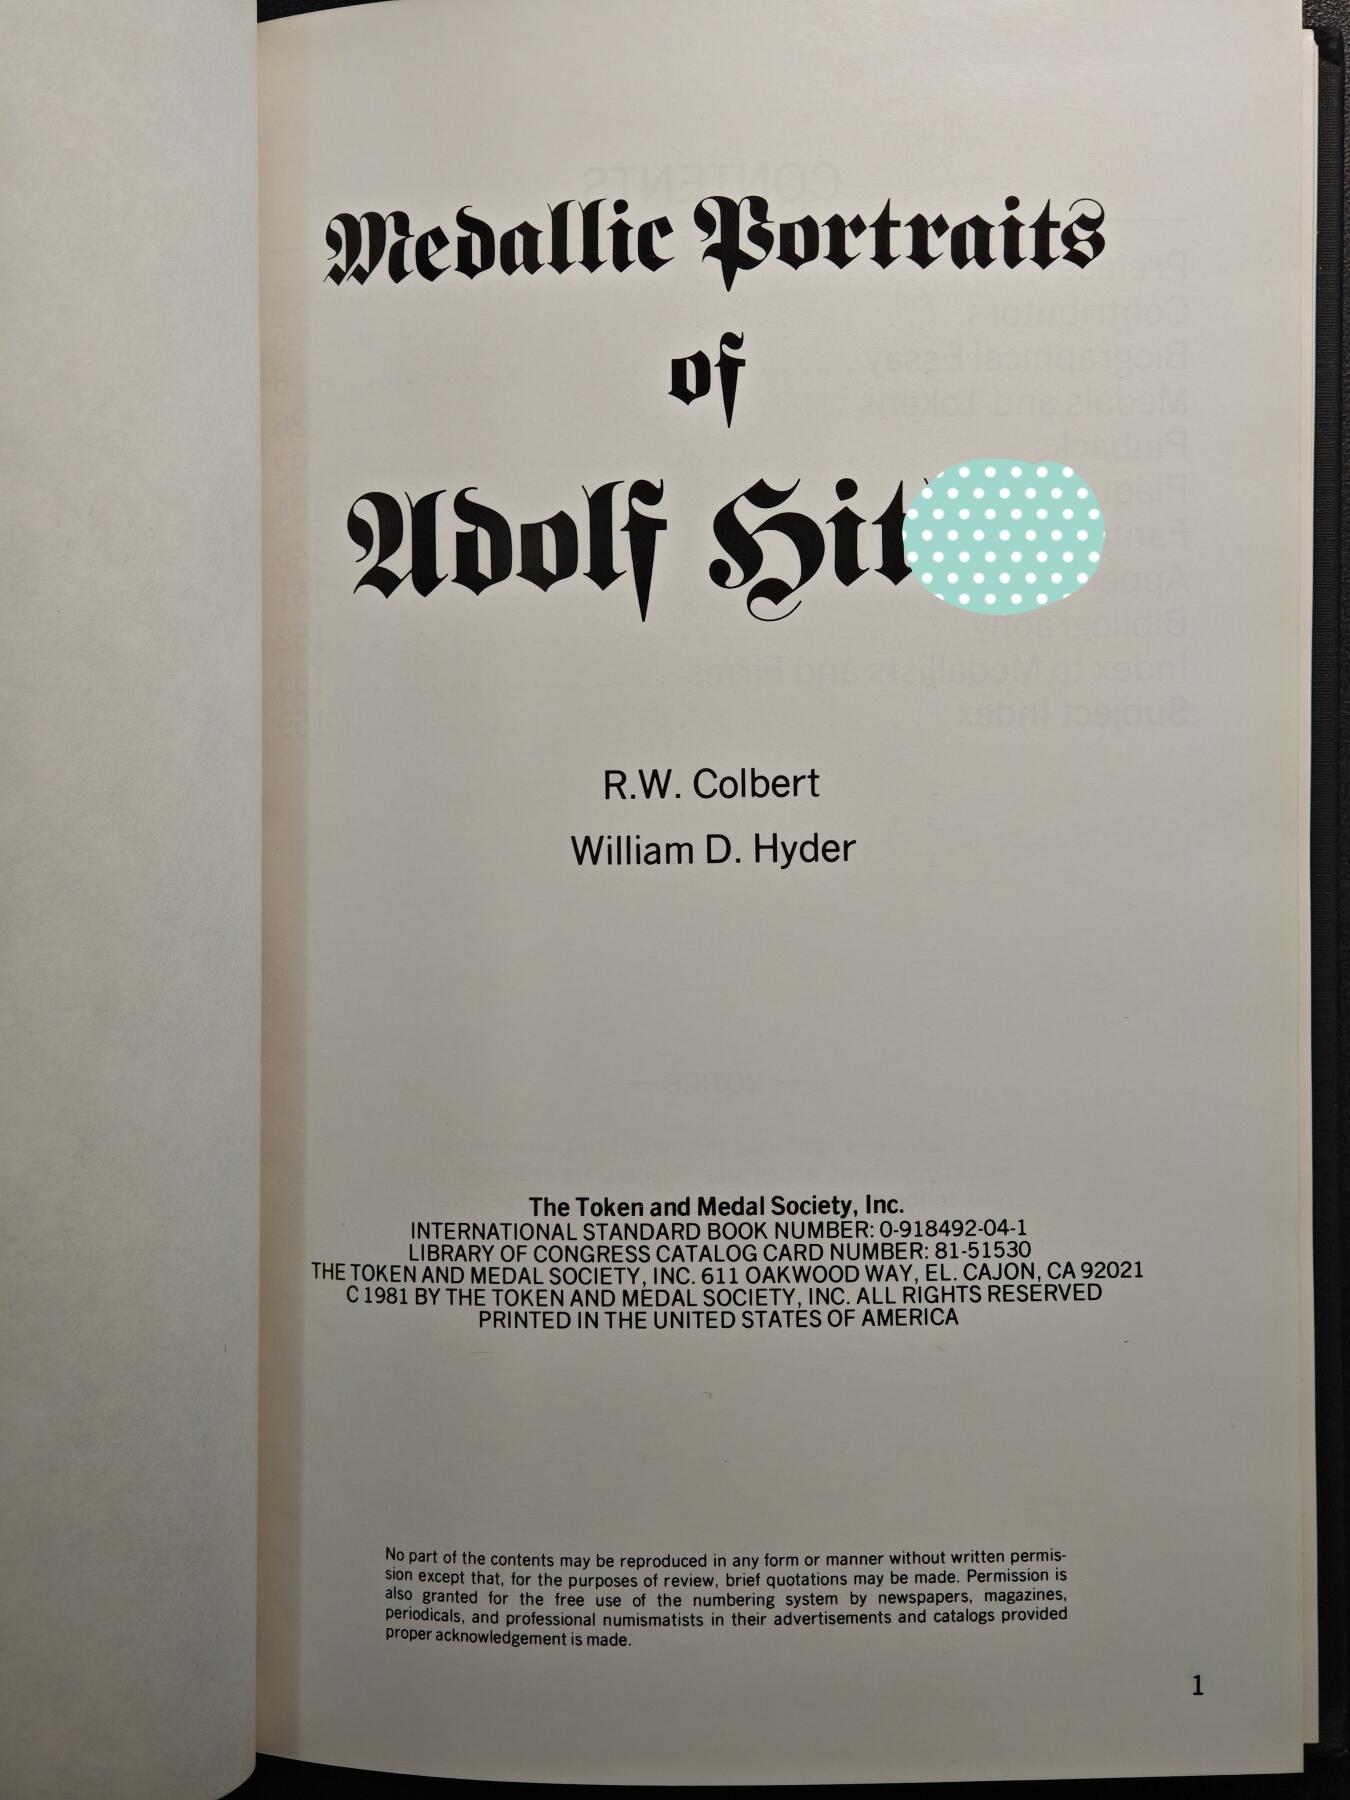 Medallic Portraits
of
Adolf Hit
R.W. Colbert
William D. Hyder
The Token and Medal Society, Inc.
INTERNATIONAL STANDARD BOOK NUMBER: 0-918492-04-1
LIBRARY OF CONGRESS CATALOG CARD NUMBER: 81-51530
THE TOKEN AND MEDAL SOCIETY, INC. 611 OAKWOOD WAY, EL. CAJON, CA 92021
C 1981 BY THE TOKEN AND MEDAL SOCIETY, INC. ALL RIGHTS RESERVED
PRINTED IN THE UNITED STATES OF AMERICA
No part of the contents may be reproduced in any form or manner without written permis-
sion except that, for the purposes of review, brief quotations may be made. Permission is
also granted for the free use of the numbering system by newspapers, magazines,
periodicals, and professional numismatists in their advertisements and catalogs provided
proper acknowledgement is made.
1